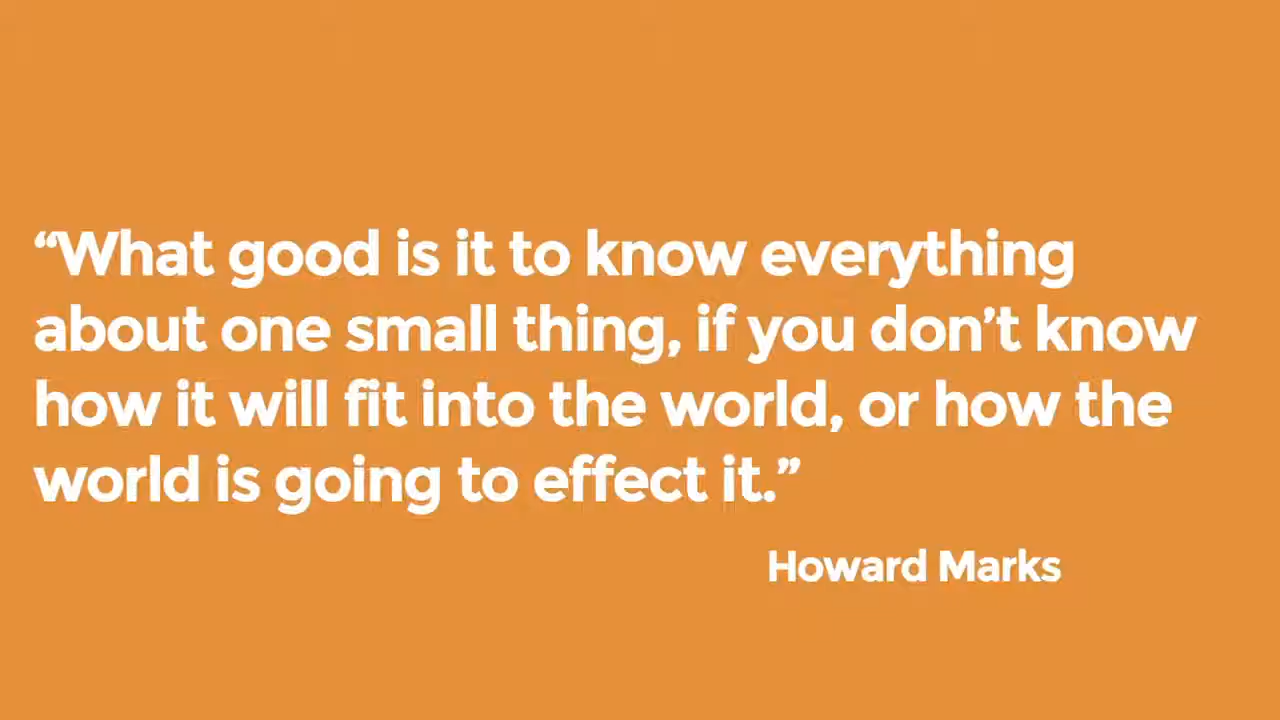 “What good is it to know everything
about one small thing, if you don’t know
how it will fit into the world, or how the
world is going to effect it.”
Howard Marks